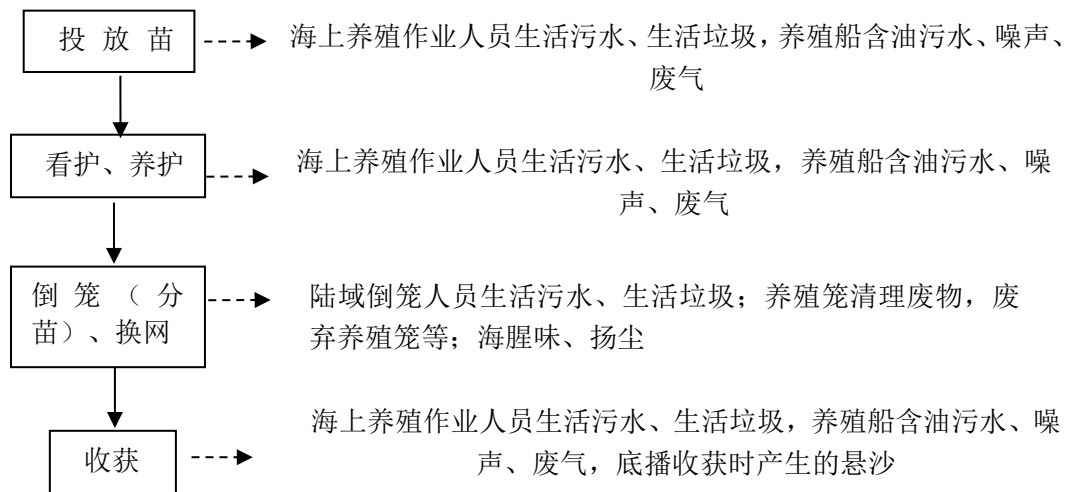 投 放 苗
海上养殖作业人员生活污水、生活垃圾，养殖船含油污水、噪声、
废气
看护、养护
海上养殖作业人员生活污水、生活垃圾，养殖船含油污水、噪
声、废气
倒 笼 （ 分
苗）、换网
陆域倒笼人员生活污水、生活垃圾；养殖笼清理废物，废
弃养殖笼等；海腥味、扬尘
收获
海上养殖作业人员生活污水、生活垃圾，养殖船含油污水、噪
声、废气，底播收获时产生的悬沙